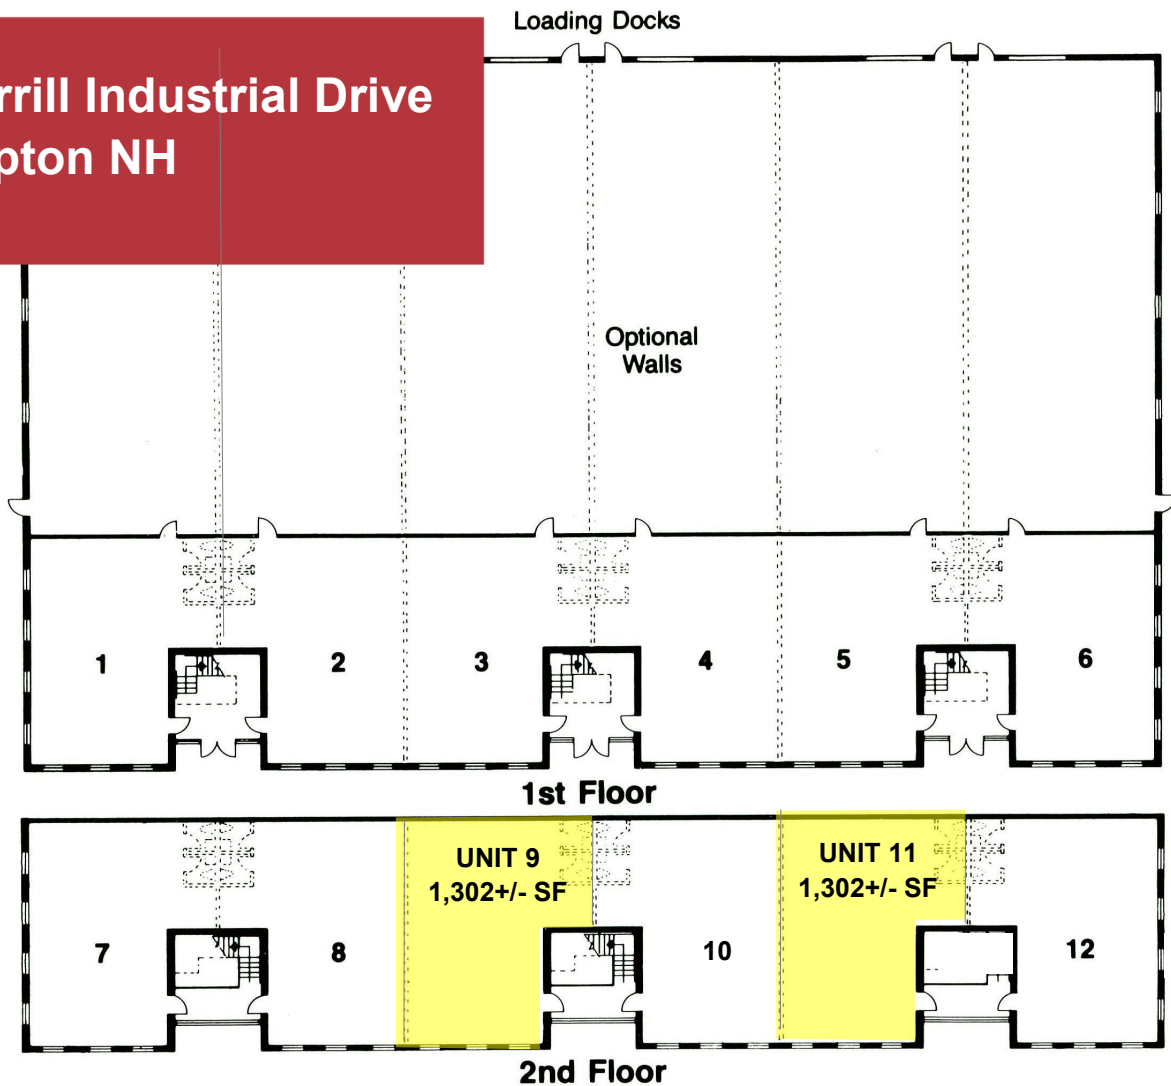 Loading Docks
rrill Industrial Drive
pton NH
Optional
Walls
1
2
3
4
5
6
1st Floor
UNIT 9
1,302+/- SF
UNIT 11
1,302+/- SF
7
8
10
12
2nd Floor